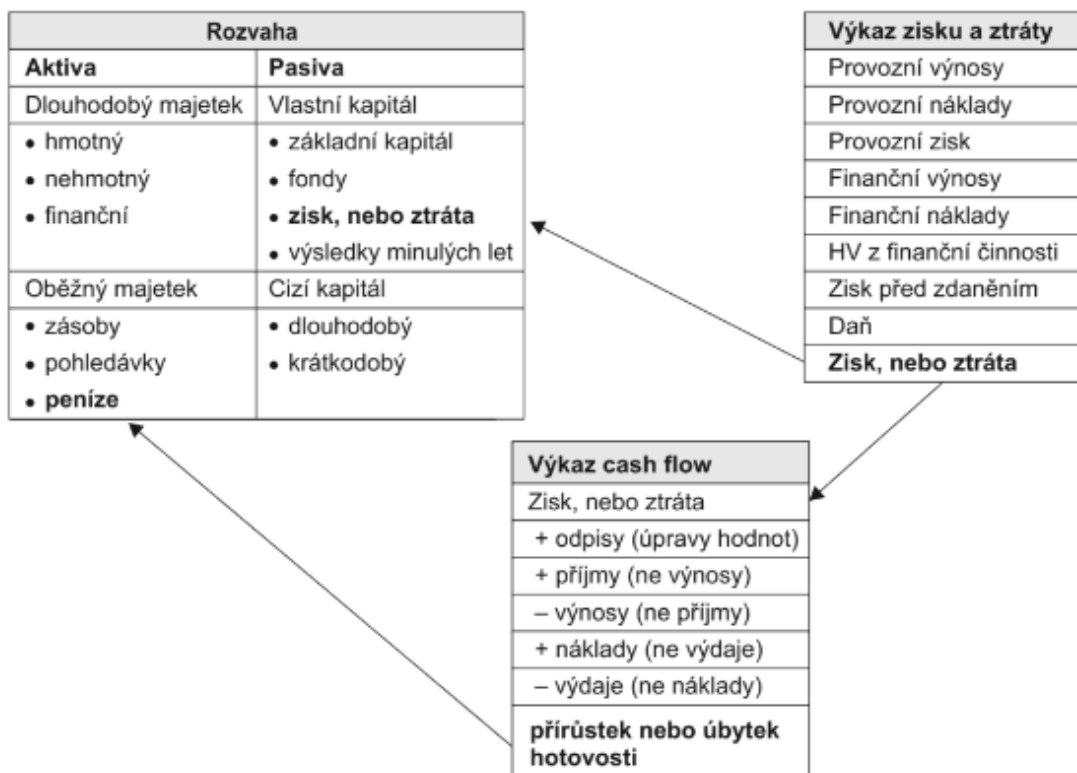 Rozvaha
Aktiva
Pasiva
Dlouhodobý majetek
Vlastní kapitál
• hmotný
• základní kapitál
• nehmotný
• fondy
• finanční
• zisk, nebo ztráta
• výsledky minulých let
Oběžný majetek
Cizí kapitál
• zásoby
• dlouhodobý
• pohledávky
• krátkodobý
• peníze
Výkaz zisku a ztráty
Provozní výnosy
Provozní náklady
Provozní zisk
Finanční výnosy
Finanční náklady
HV z finanční činnosti
Zisk před zdaněním
Daň
Zisk, nebo ztráta
Výkaz cash flow
Zisk, nebo ztráta
+ odpisy (úpravy hodnot)
+ příjmy (ne výnosy)
– výnosy (ne příjmy)
+ náklady (ne výdaje)
– výdaje (ne náklady)
přírůstek nebo úbytek
hotovosti